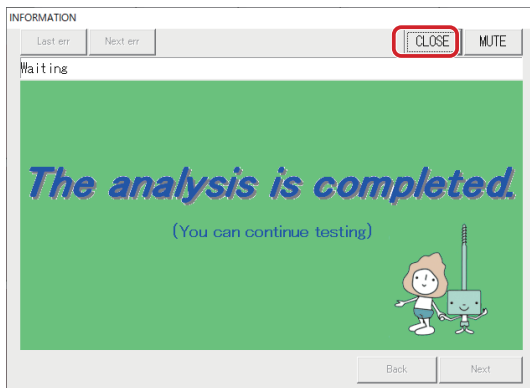 INFORMATION
Last err Next err CLOSE MUTE
Waiting
The analysis is completed.
(You can continue testing)
Back Next